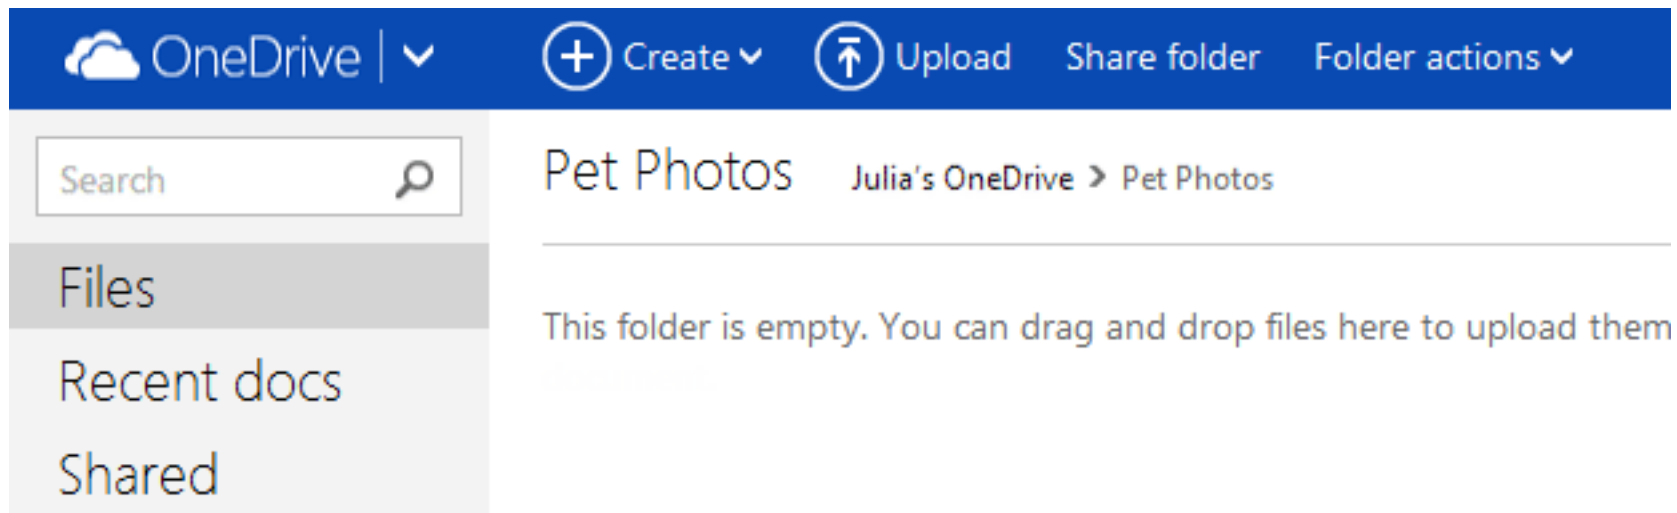 OneDrive
Create Upload Share folder Folder actions
Search
Pet Photos Julia's OneDrive > Pet Photos
Files
This folder is empty. You can drag and drop files here to upload them
Recent docs
Shared